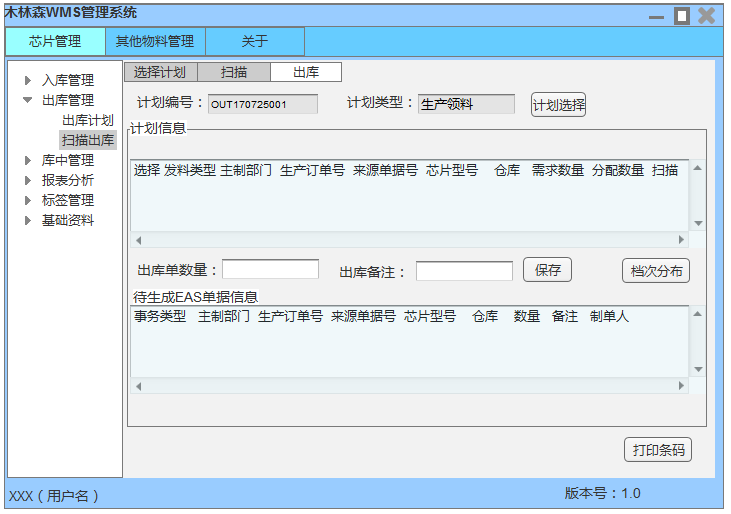 木林森WMS管理系统
芯片管理 其他物料管理 关于
选择计划 扫描 出库
入库管理
出库管理
出库计划
扫描出库
库中管理
报表分析
标签管理
基础资料
计划编号： OUT170725001 计划类型： 生产领料 计划选择
计划信息
选择 发料类型 主制部门 生产订单号 来源单据号 芯片型号 仓库 需求数量 分配数量 扫描
出库单数量： 出库备注： 保存 档次分布
待生成EAS单据信息
事务类型 主制部门 生产订单号 来源单据号 芯片型号 仓库 数量 备注 制单人
打印条码
XXX（用户名） 版本号：1.0